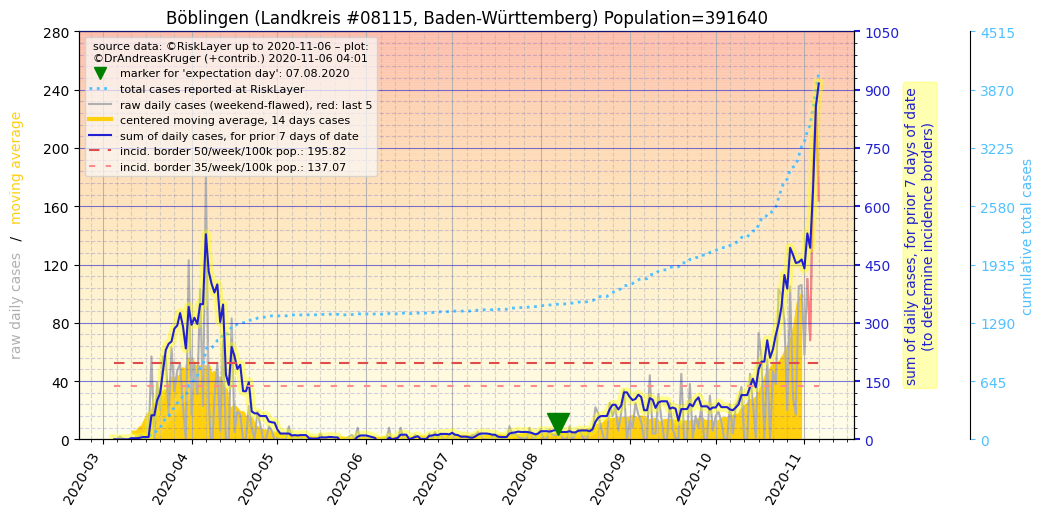 Böblingen (Landkreis #08115, Baden-Württemberg) Population=391640
source data: ©RiskLayer up to 2020-11-06 – plot:
©DrAndreasKruger (+contrib.) 2020-11-06 04:01
marker for 'expectation day': 07.08.2020
total cases reported at RiskLayer
raw daily cases (weekend-flawed), red: last 5
centered moving average, 14 days cases
sum of daily cases, for prior 7 days of date
incid. border 50/week/100k pop.: 195.82
incid. border 35/week/100k pop.: 137.07
raw daily cases / moving average
280
240
200
160
120
80
40
0
1050
900
750
600
450
300
150
0
sum of daily cases, for prior 7 days of date
(to determine incidence borders)
4515
3870
3225
2580
1935
1290
645
0
cumulative total cases
2020-03
2020-04
2020-05
2020-06
2020-07
2020-08
2020-09
2020-10
2020-11